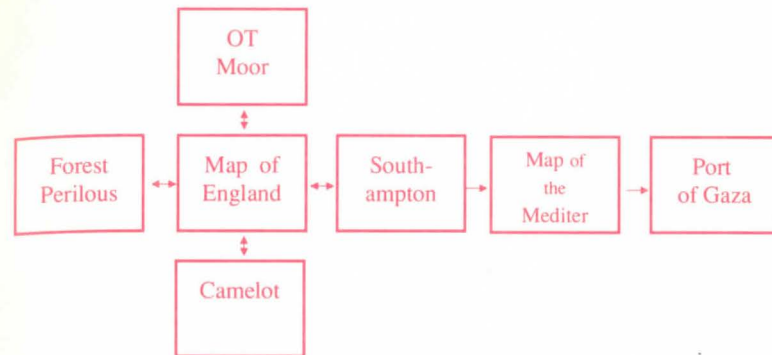 OT
Moor
Forest
Perilous
Map of
England
South-
ampton
Map of
the
Mediter
Port
of Gaza
Camelot